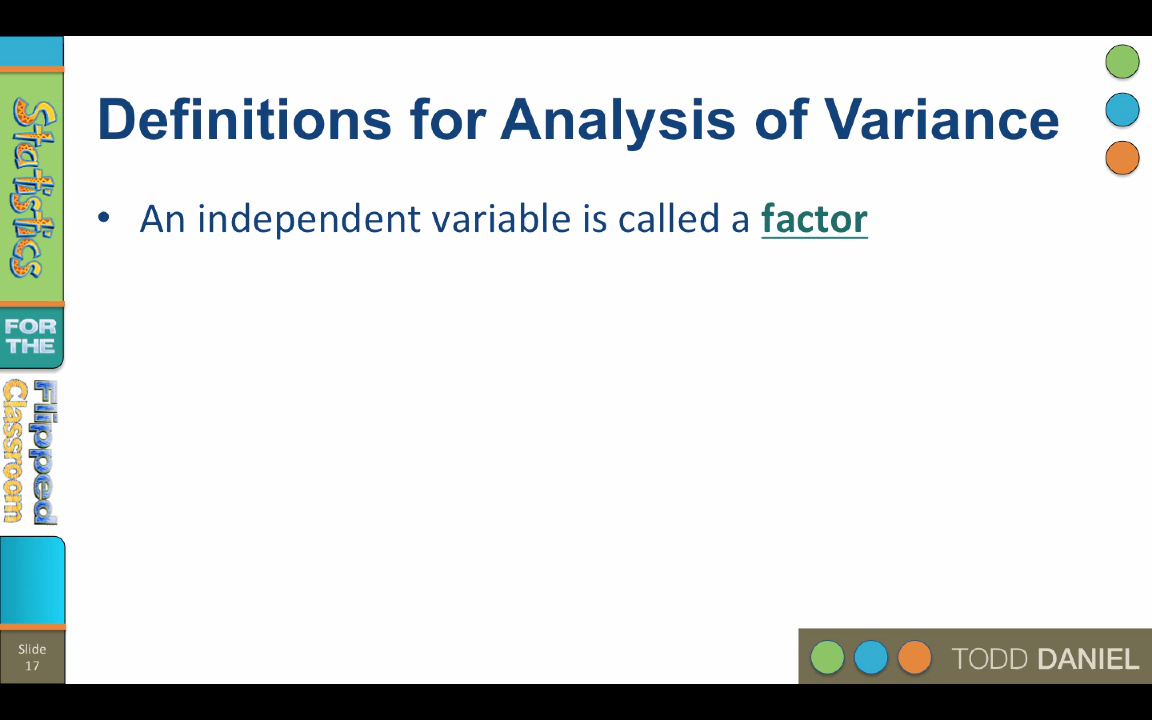 Definitions for Analysis of Variance
• An independent variable is called a factor
Statistics
FOR
THE
Flipped
Classroom
Slide
17
TODD DANIEL